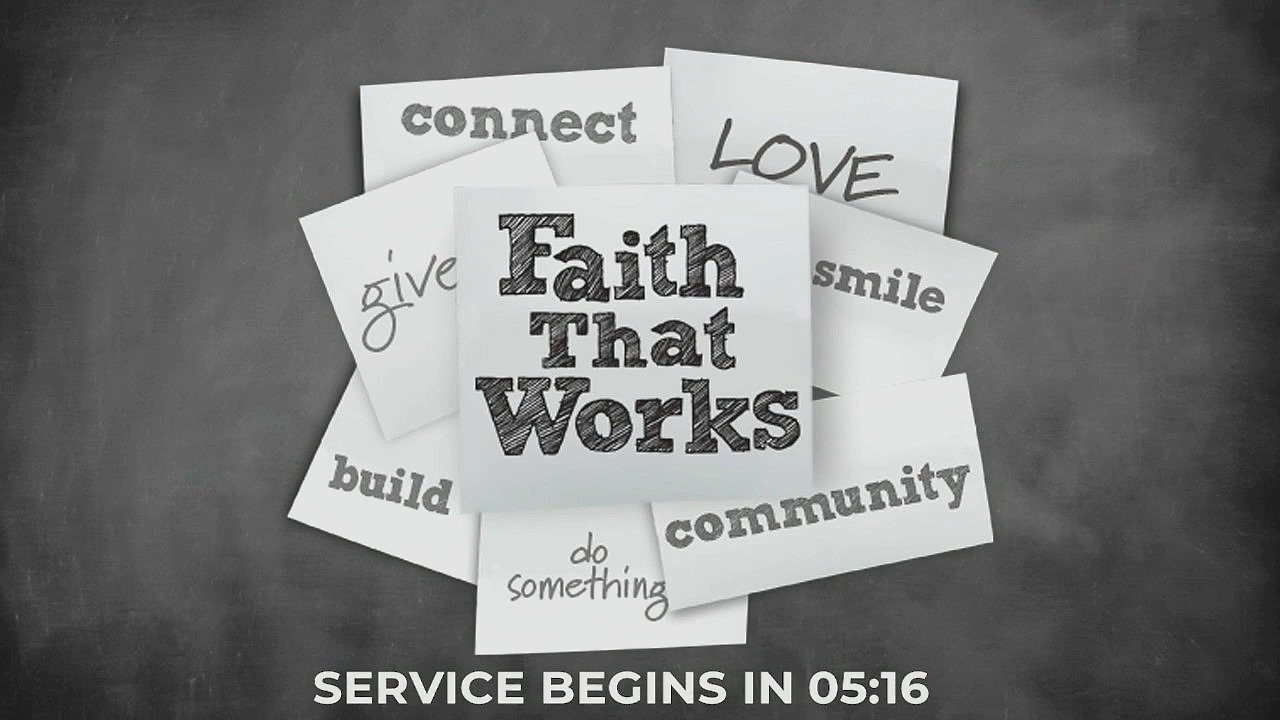 connect
LOVE
give
Faith
That
Works
smile
build
community
do
something
SERVICE BEGINS IN 05:16